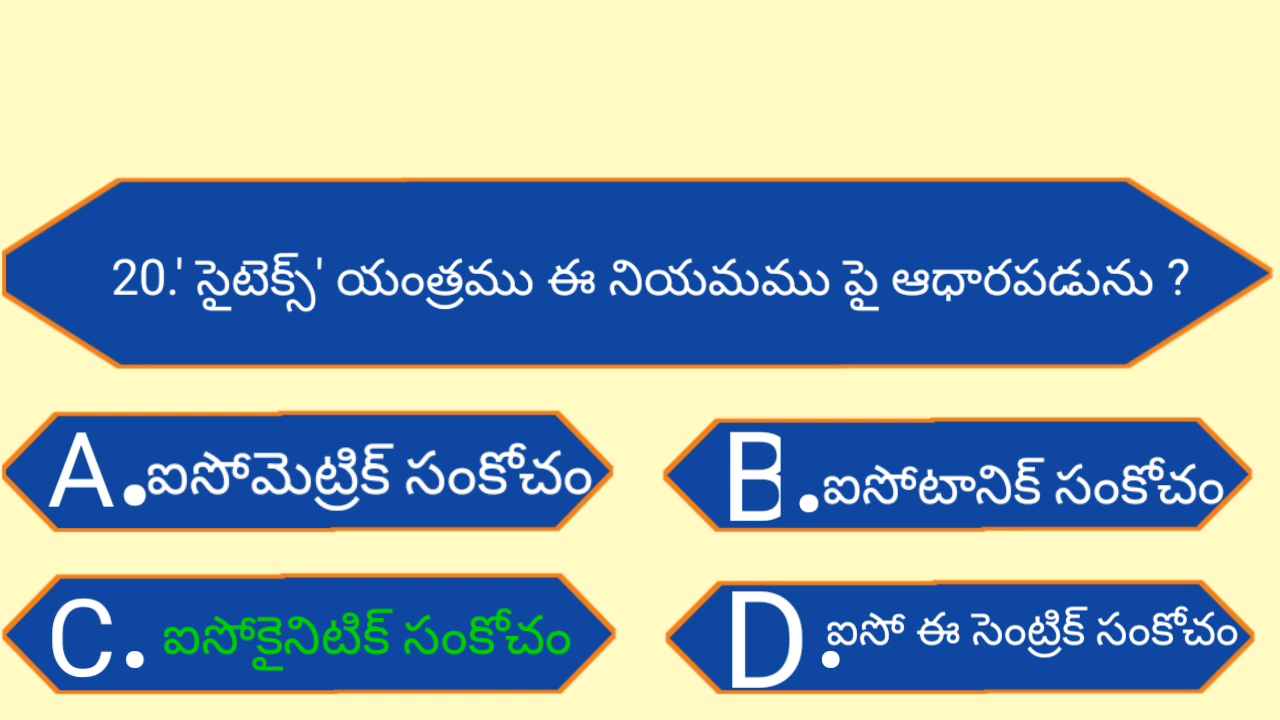 20.' సైటెక్స్' యంత్రము ఈ నియమము పై ఆధారపడును ?
A.ఐసోమెట్రిక్ సంకోచం
B.ఐసోటానిక్ సంకోచం
C. ఐసోకైనిటిక్ సంకోచం
D.ఐసో ఈ సెంట్రిక్ సంకోచం